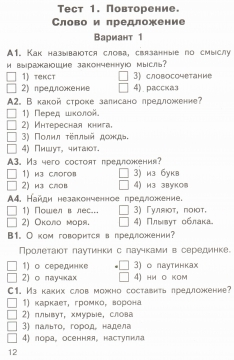 Тест 1. Повторение.
Слово и предложение
Вариант 1
А1. Как называются слова, связанные по смыслу
и выражающие законченную мысль?
1) текст 3) словосочетание
2) предложение 4) рассказ
А2. В какой строке записано предложение?
1) Перед школой.
2) Интересная книга.
3) Полил тёплый дождь.
4) Пишут, читают.
А3. Из чего состоят предложения?
1) из слогов 3) из букв
2) из слов 4) из звуков
А4. Найди незаконченное предложение.
1) Пошел в лес... 3) Гуляют, поют.
2) Около моря. 4) Плывут облака.
В1. О ком говорится в предложении?
Пролетают паутинки с паучками в серединке.
1) о серединке 3) о паутинках
2) о паучках 4) ни о ком
С1. Из каких слов можно составить предложение?
1) каркает, громко, ворона
2) плывут, хмурые, слова
3) пальто, город, надела
4) пора, осенняя, наступила
12